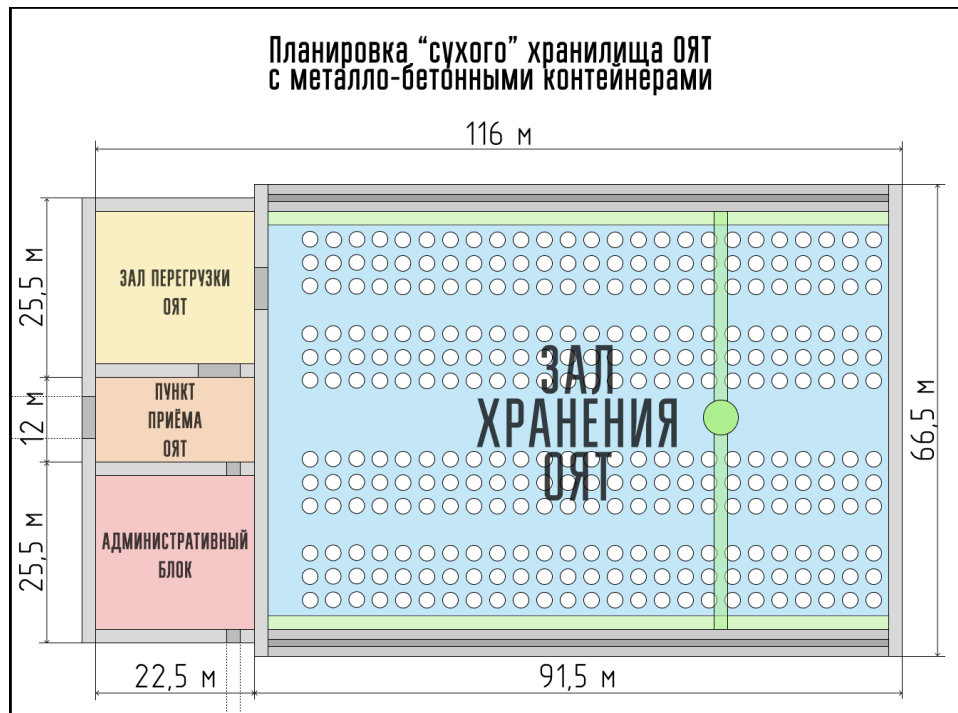 Планировка “сухого” хранилища ОЯТ
с металло-бетонными контейнерами
116 м
25,5 м
ЗАЛ ПЕРЕГРУЗКИ
ОЯТ
12 м
ПУНКТ
ПРИЁМА
ОЯТ
25,5 м
АДМИНИСТРАТИВНЫЙ
БЛОК
ЗАЛ
ХРАНЕНИЯ
ОЯТ
66,5 м
22,5 м
91,5 м